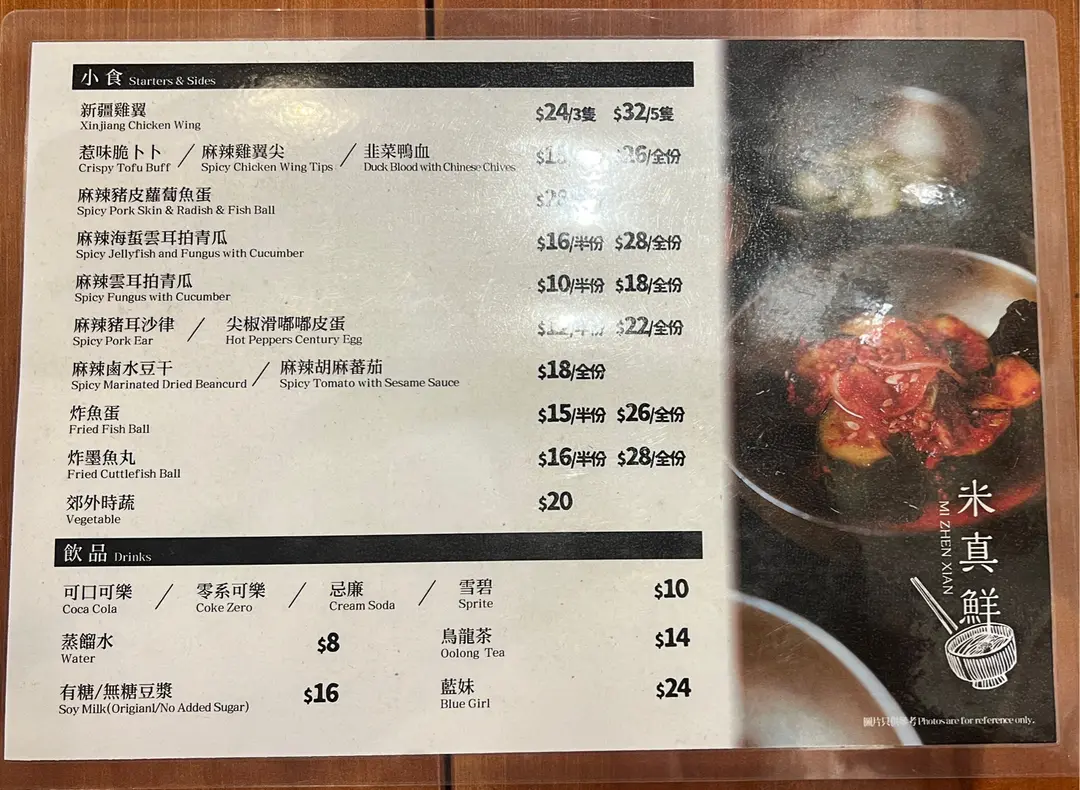 小食 Starters & Sides
新疆雞翼 $24/3隻 $32/5隻
Xinjiang Chicken Wing
惹味脆卜卜 / 麻辣雞翼尖 / 韭菜鴨血 $26/全份
Crispy Tofu Buff Spicy Chicken Wing Tips Duck Blood with Chinese Chives
麻辣豬皮蘿蔔魚蛋
Spicy Pork Skin & Radish & Fish Ball
麻辣海蜇雲耳拍青瓜 $16/半份 $28/全份
Spicy Jellyfish and Fungus with Cucumber
麻辣雲耳拍青瓜 $10/半份 $18/全份
Spicy Fungus with Cucumber
麻辣豬耳沙律 / 尖椒滑嘟嘟皮蛋 $12/半份 $22/全份
Spicy Pork Ear Hot Peppers Century Egg
麻辣鹵水豆干 / 麻辣胡麻蕃茄 $18/全份
Spicy Marinated Dried Beancurd Spicy Tomato with Sesame Sauce
炸魚蛋 $15/半份 $26/全份
Fried Fish Ball
炸墨魚丸 $16/半份 $28/全份
Fried Cuttlefish Ball
郊外時蔬 $20
Vegetable
飲品 Drinks
可口可樂 / 零系可樂 / 忌廉 / 雪碧 $10
Coca Cola Coke Zero Cream Soda Sprite
蒸餾水 $8 烏龍茶 $14
Water Oolong Tea
有糖/無糖豆漿 $16 藍妹 $24
Soy Milk(Origianl/No Added Sugar) Blue Girl
米真鮮
MI ZHEN XIAN
圖片只供參考 Photos are for reference only.